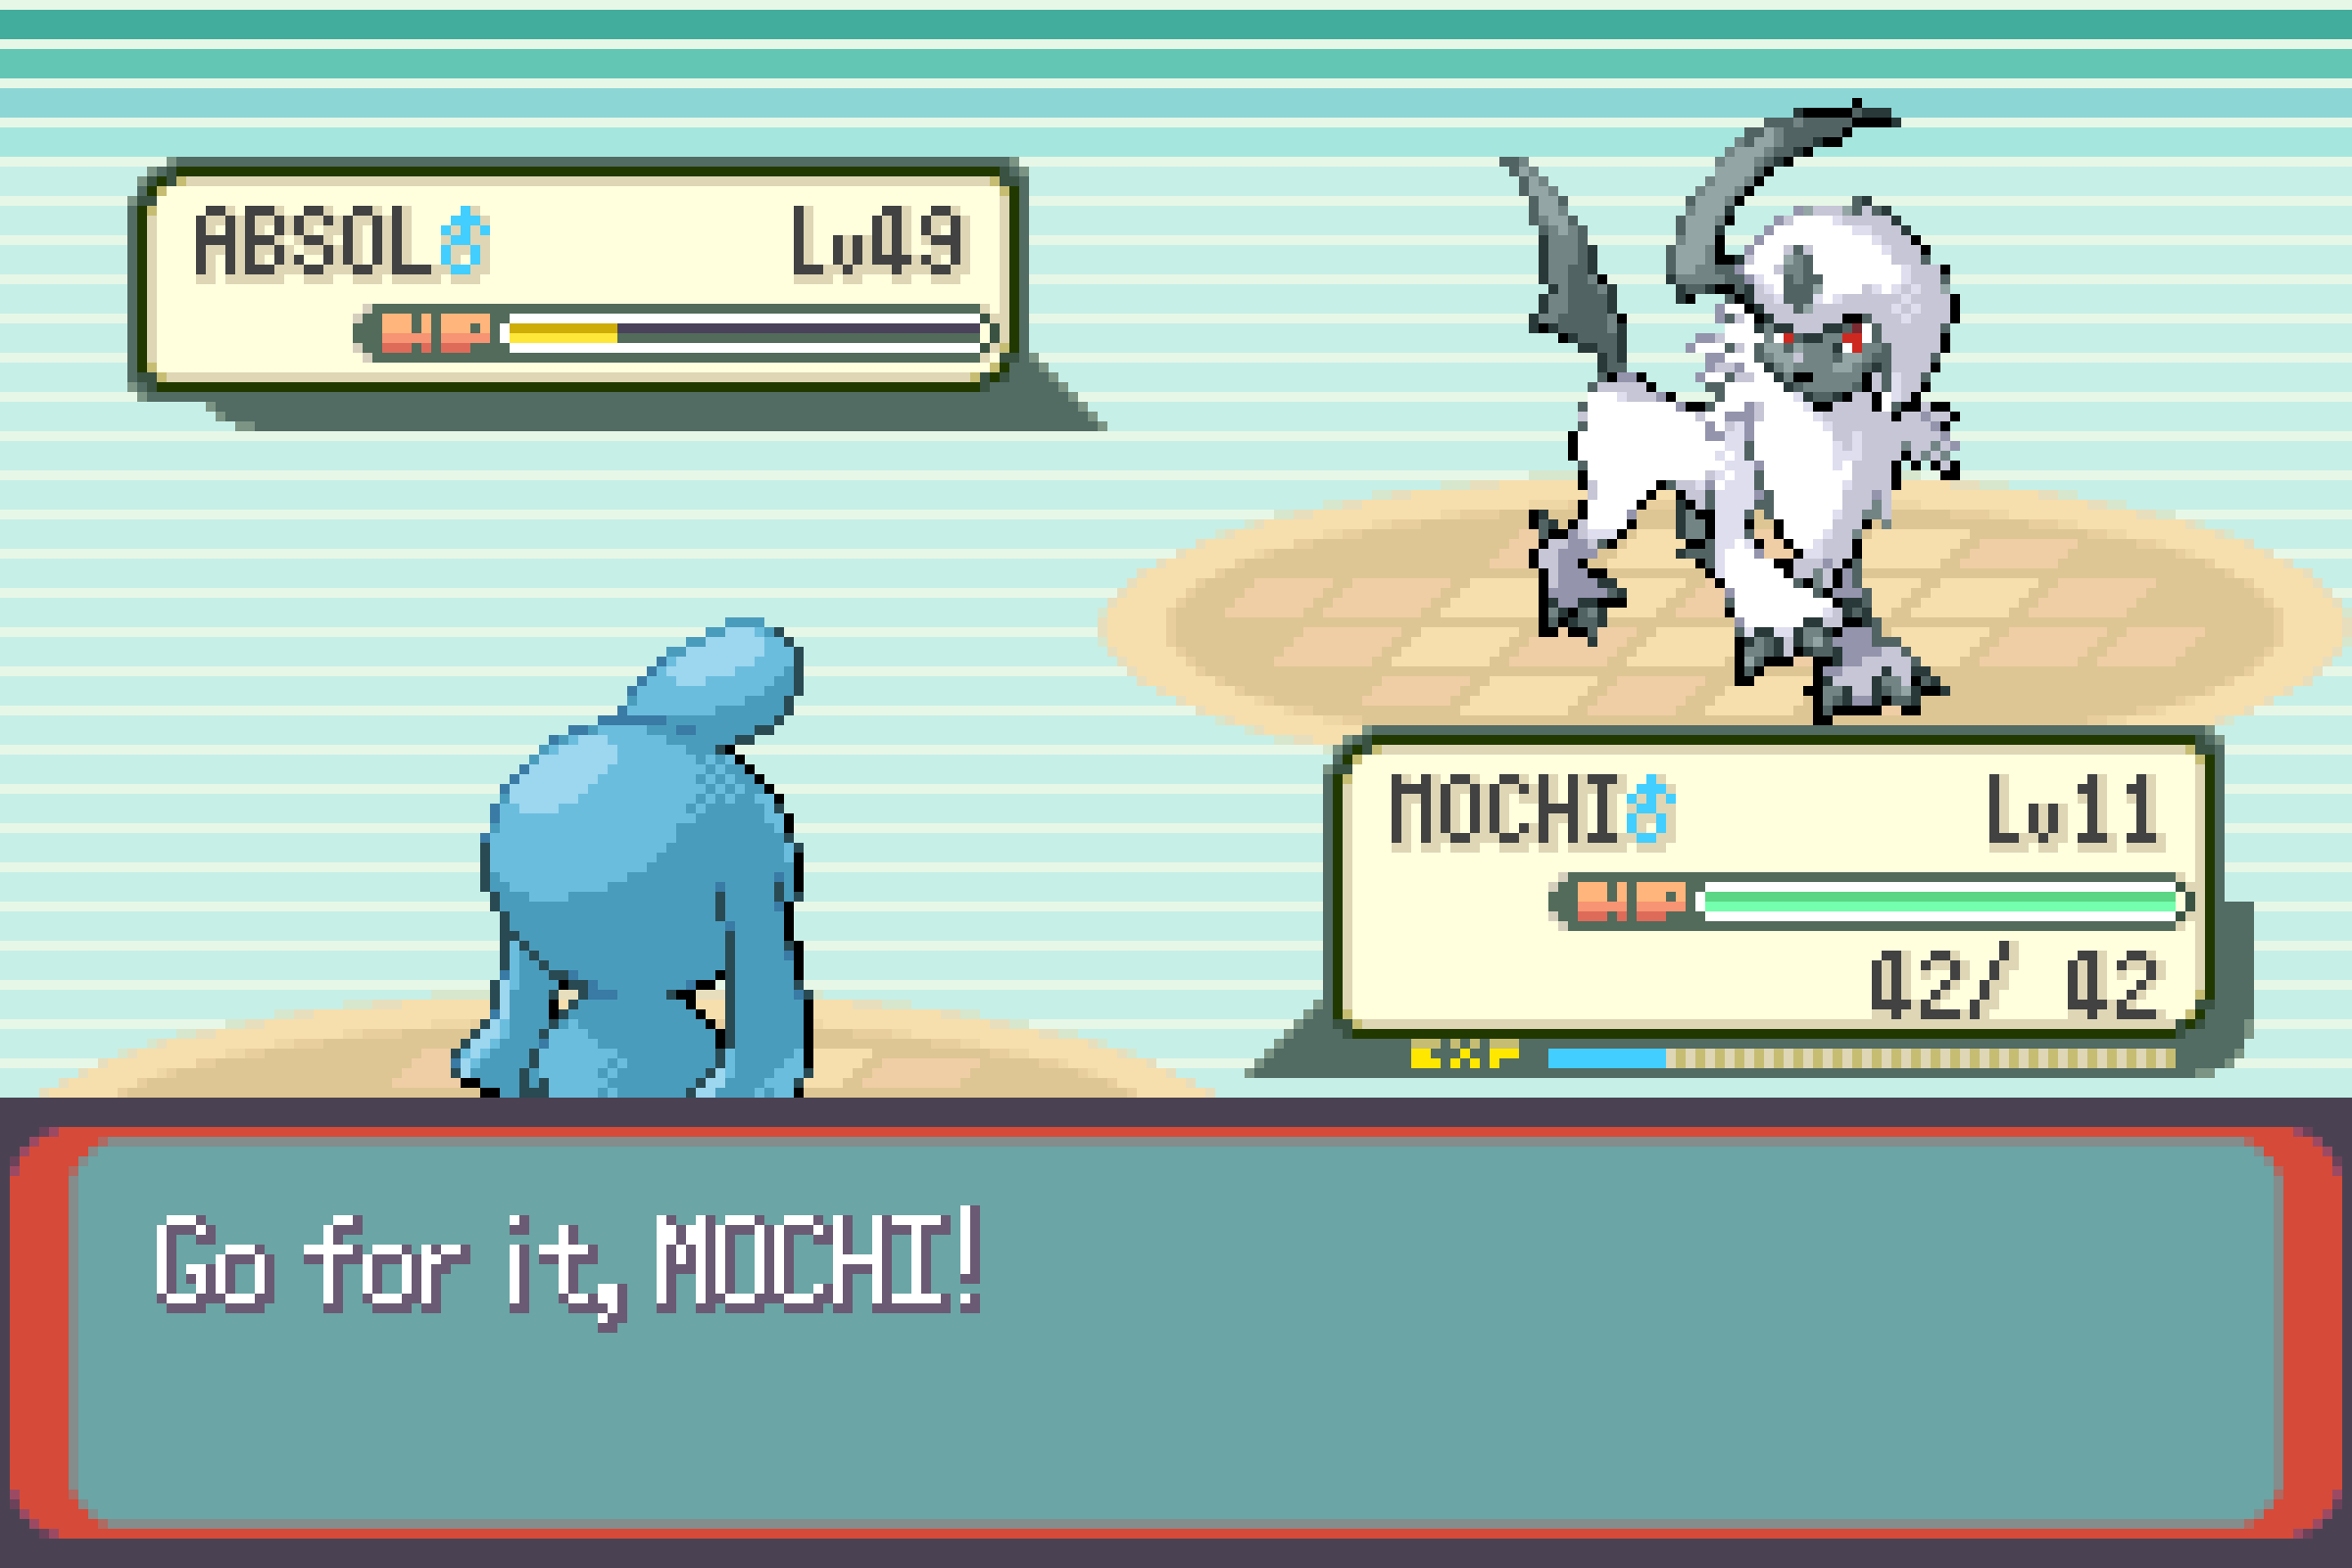 ABSOL♂ Lv49
HP
MOCHI♂ Lv11
HP
42/ 42
EXP
Go for it, MOCHI!